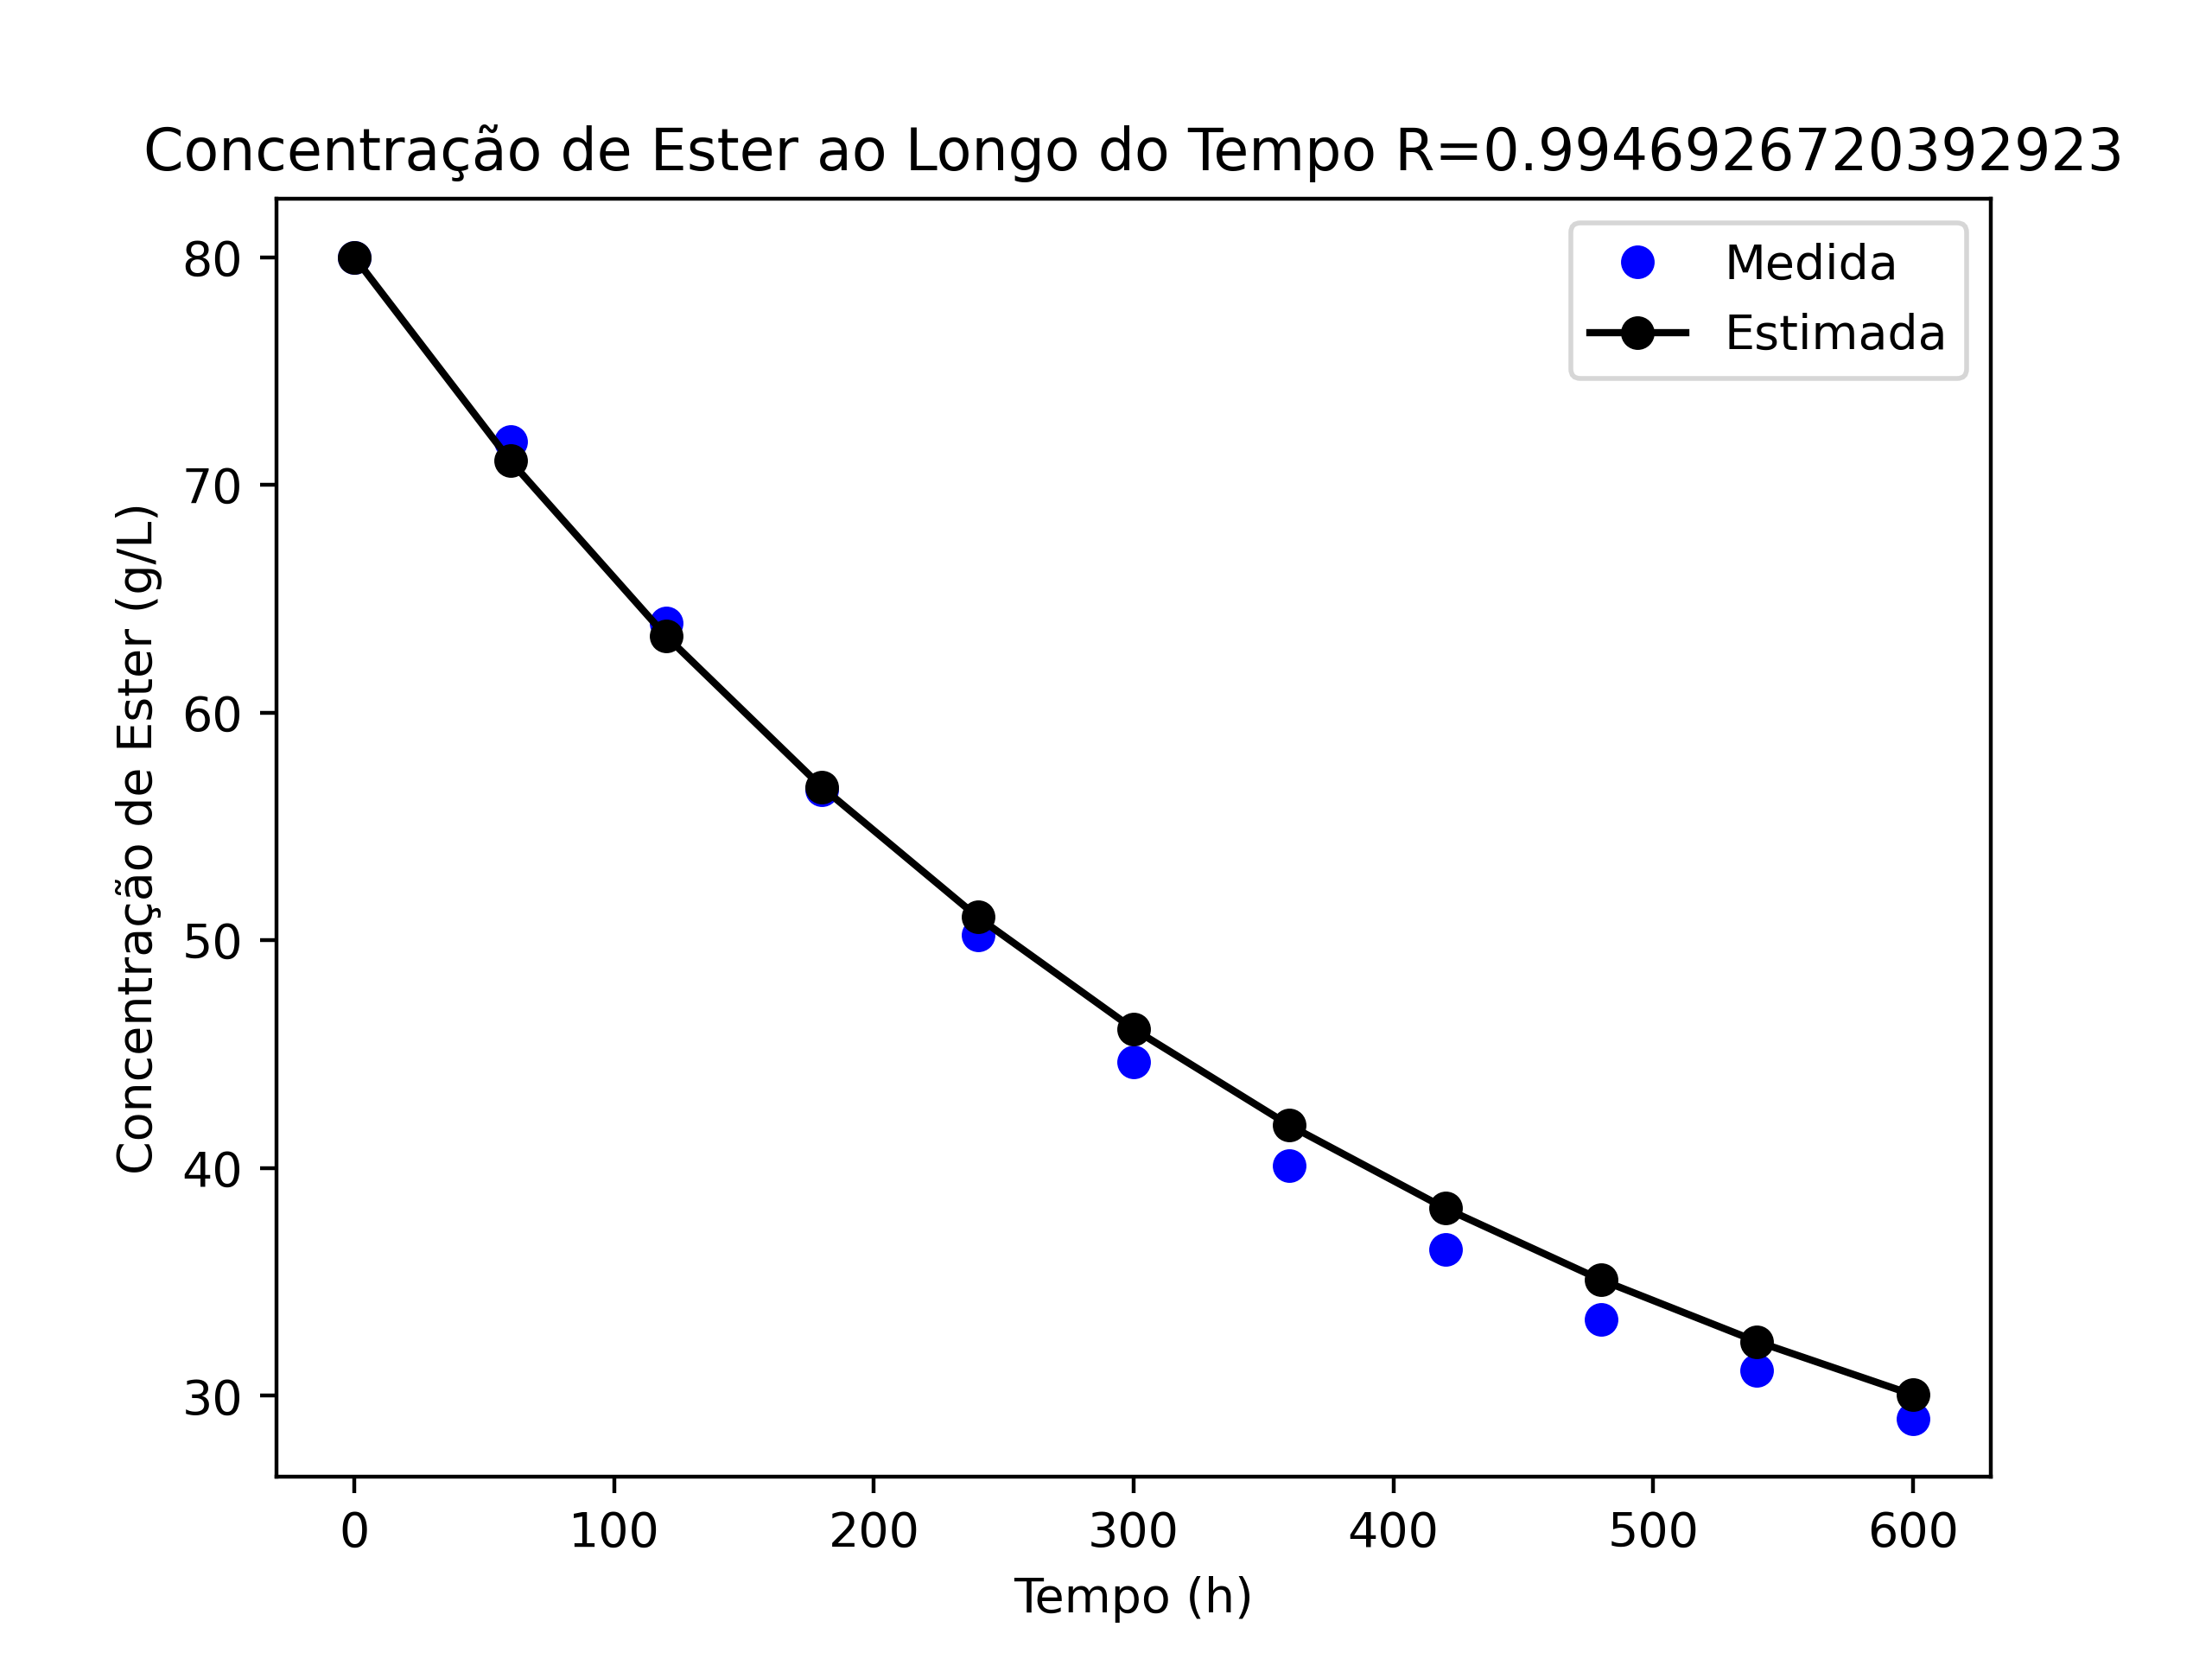 Concentração de Ester ao Longo do Tempo R=0.9946926720392923
Medida
Estimada
Concentração de Ester (g/L)
80
70
60
50
40
30
0 100 200 300 400 500 600
Tempo (h)